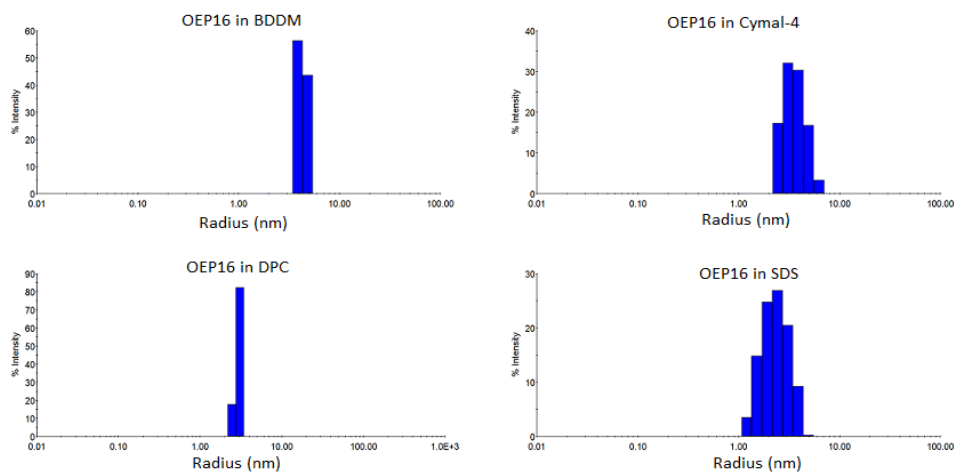 OEP16 in BDDM
60
50
40
30
20
10
0
% Intensity
0.01 0.10 1.00 10.00 100.00
Radius (nm)
OEP16 in Cymal-4
40
30
20
10
0
% Intensity
0.01 0.10 1.00 10.00 100.00
Radius (nm)
OEP16 in DPC
90
80
70
60
50
40
30
20
10
0
% Intensity
0.01 0.10 1.00 10.00 100.00 1.0E+3
Radius (nm)
OEP16 in SDS
30
20
10
0
% Intensity
0.01 0.10 1.00 10.00 100.00
Radius (nm)